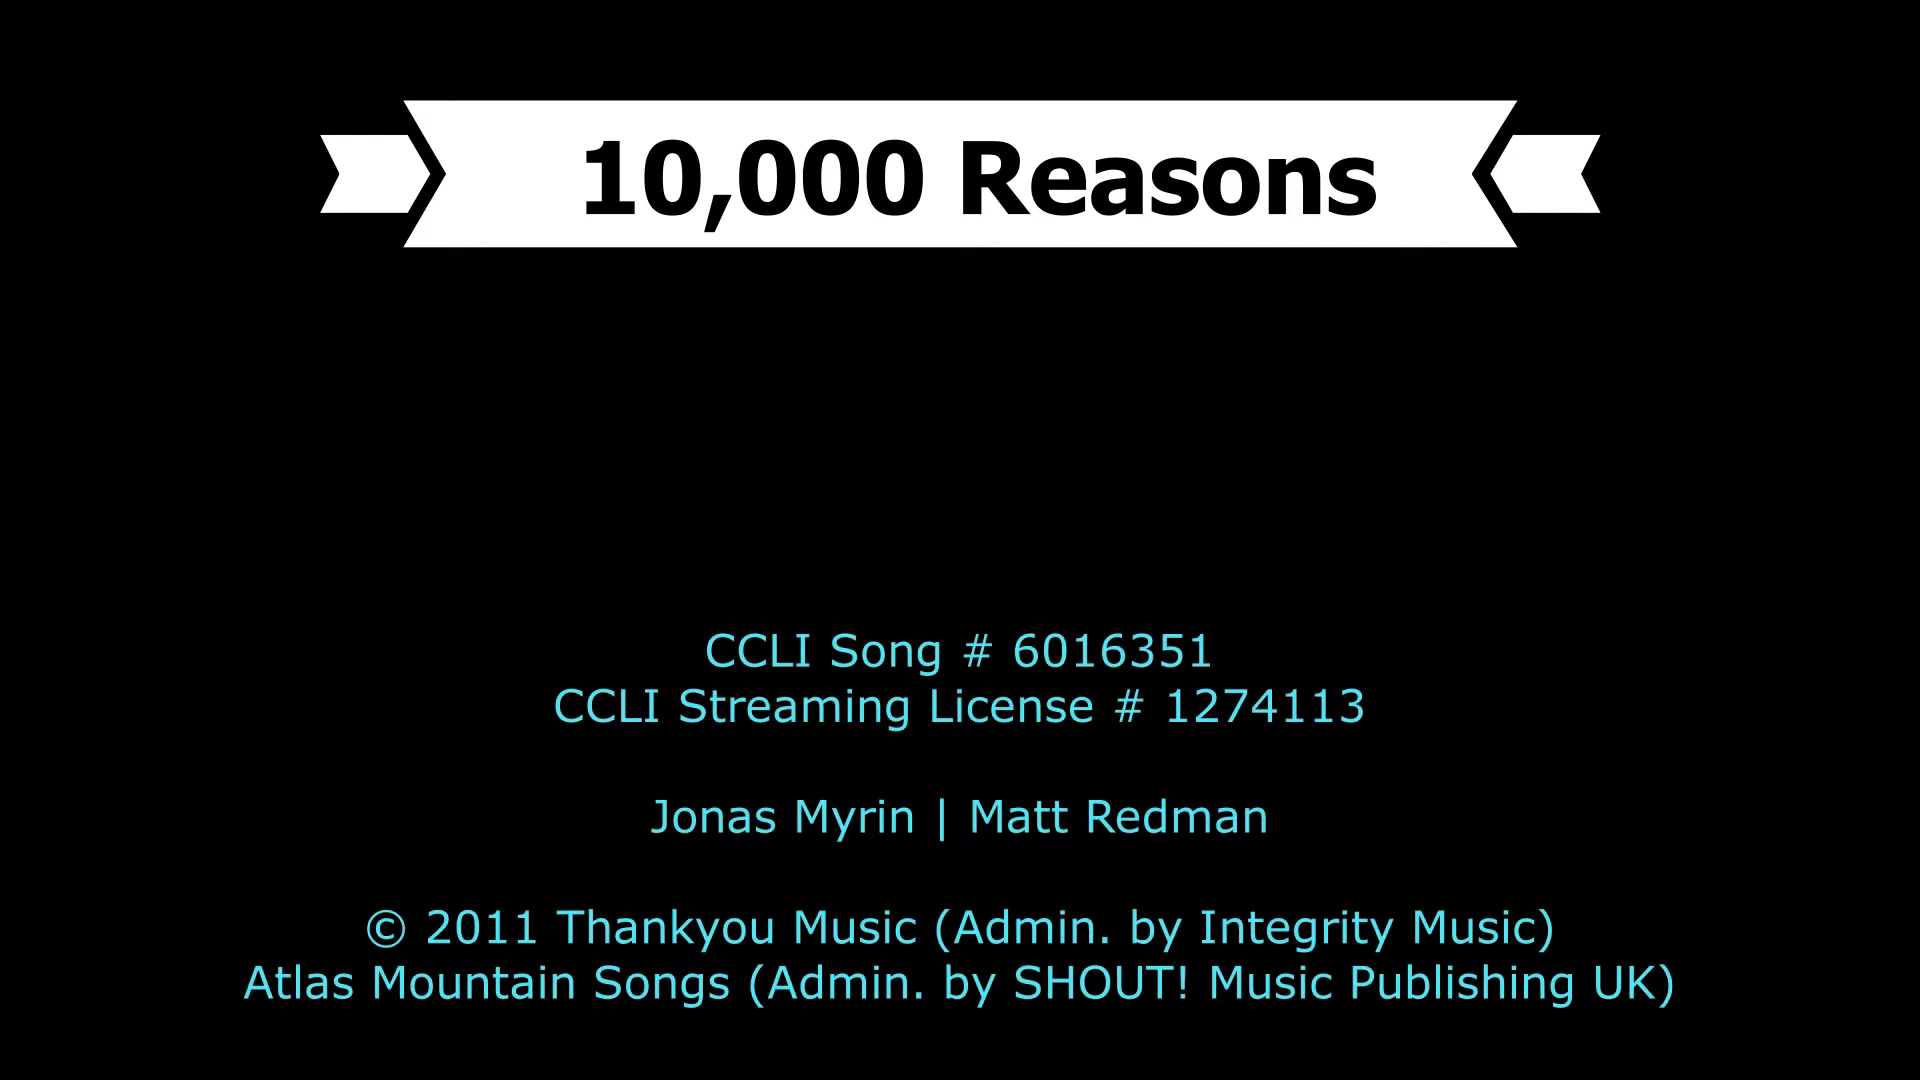 10,000 Reasons
CCLI Song # 6016351
CCLI Streaming License # 1274113
Jonas Myrin | Matt Redman
© 2011 Thankyou Music (Admin. by Integrity Music)
Atlas Mountain Songs (Admin. by SHOUT! Music Publishing UK)